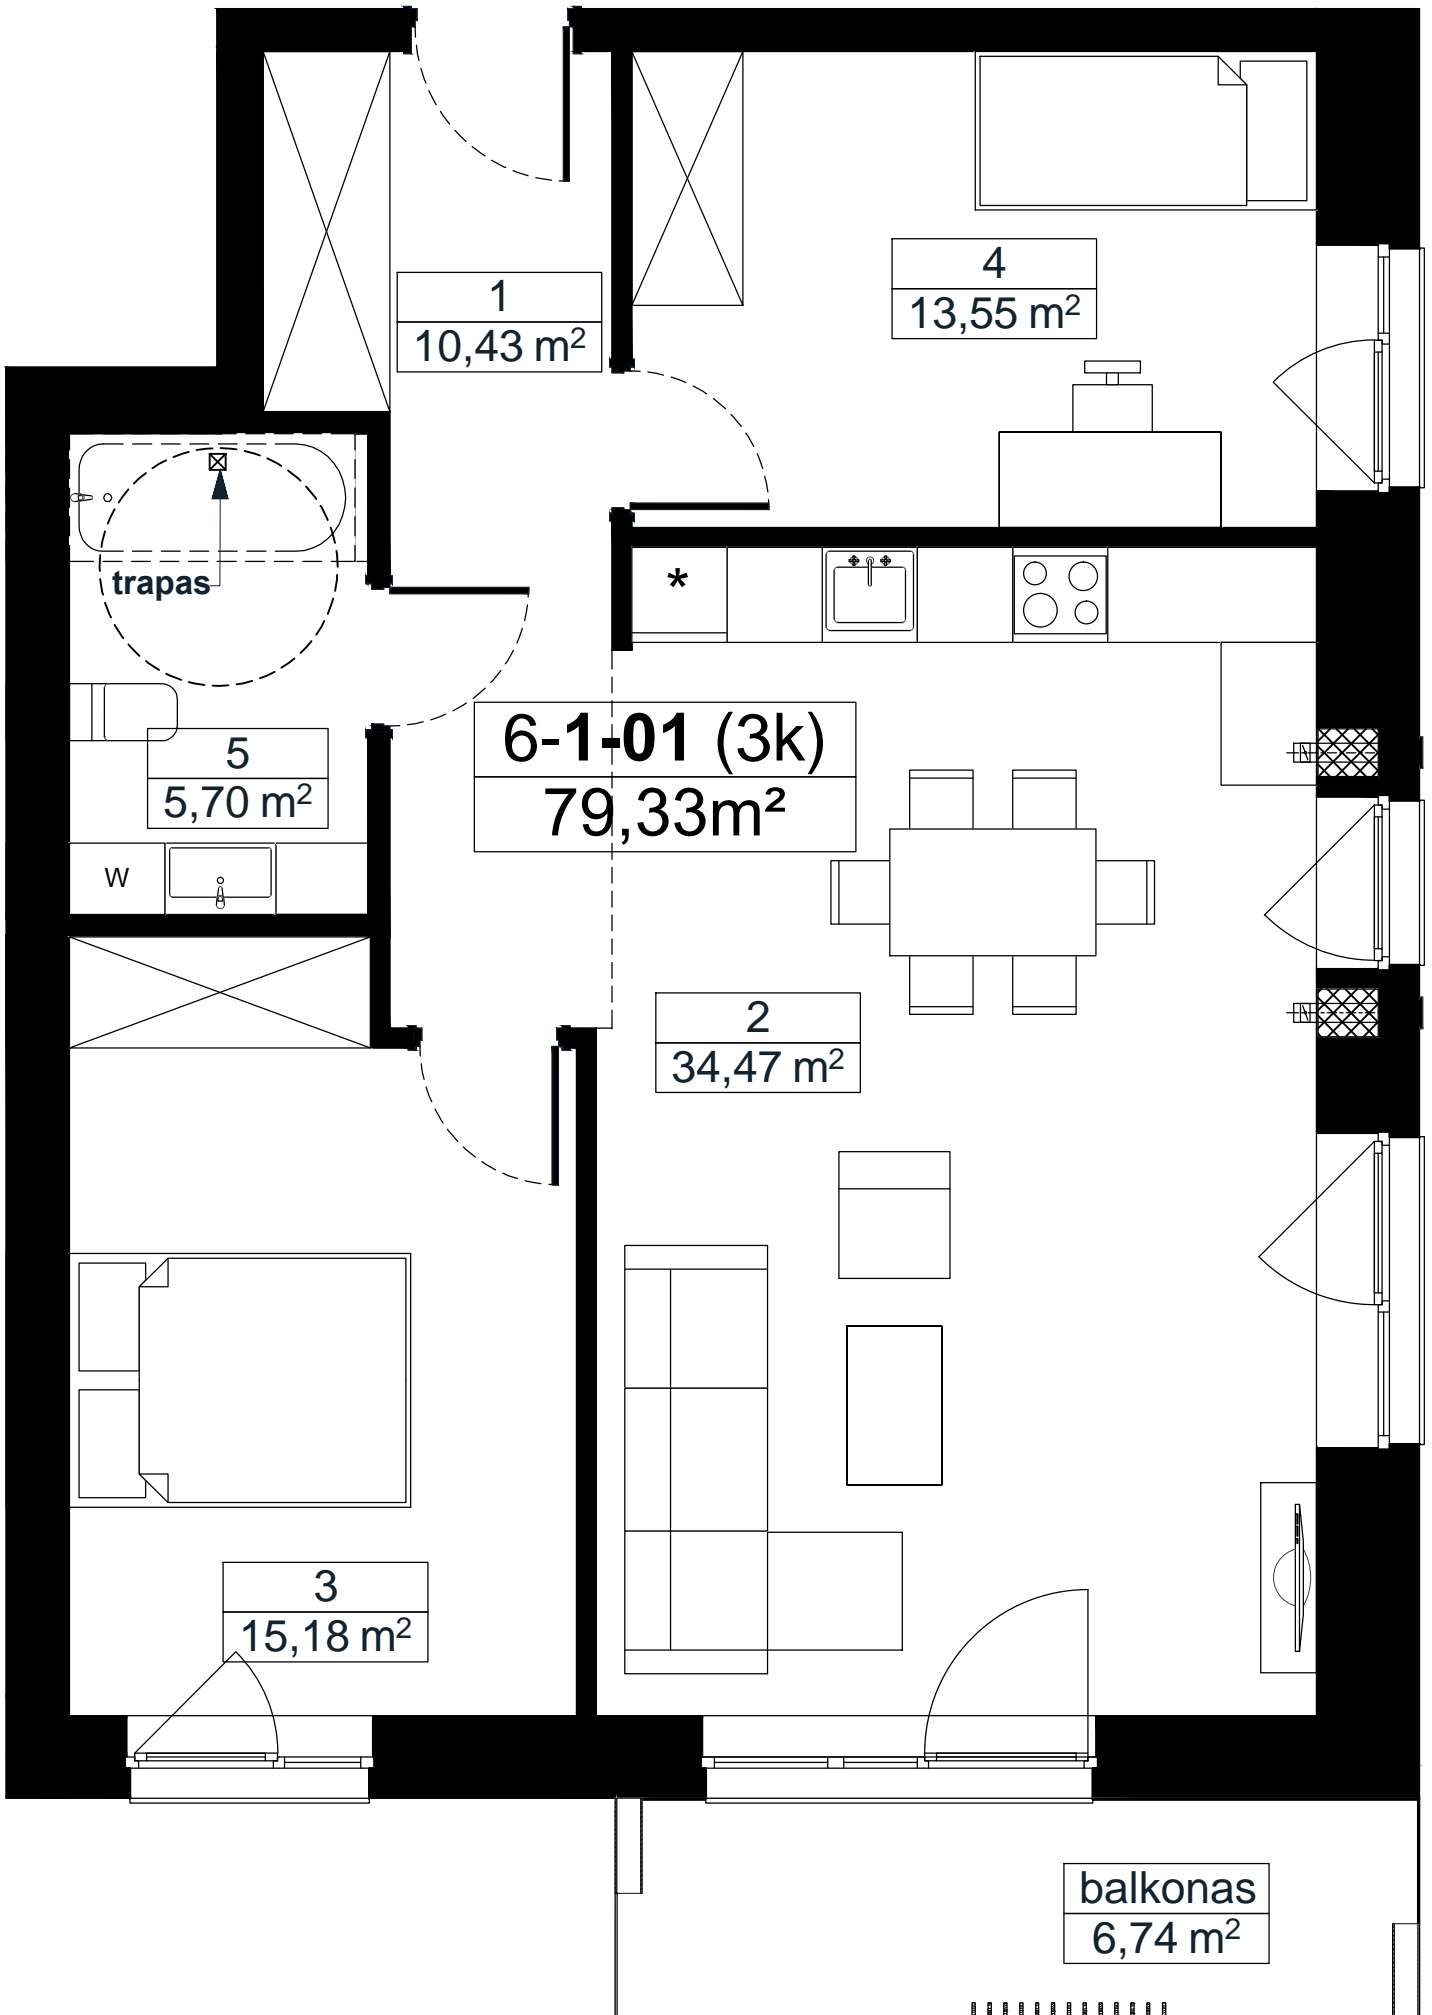 1
10,43 m²
4
13,55 m²
trapas
*
6-1-01 (3k)
79,33m²
5
5,70 m²
W
2
34,47 m²
3
15,18 m²
balkonas
6,74 m²